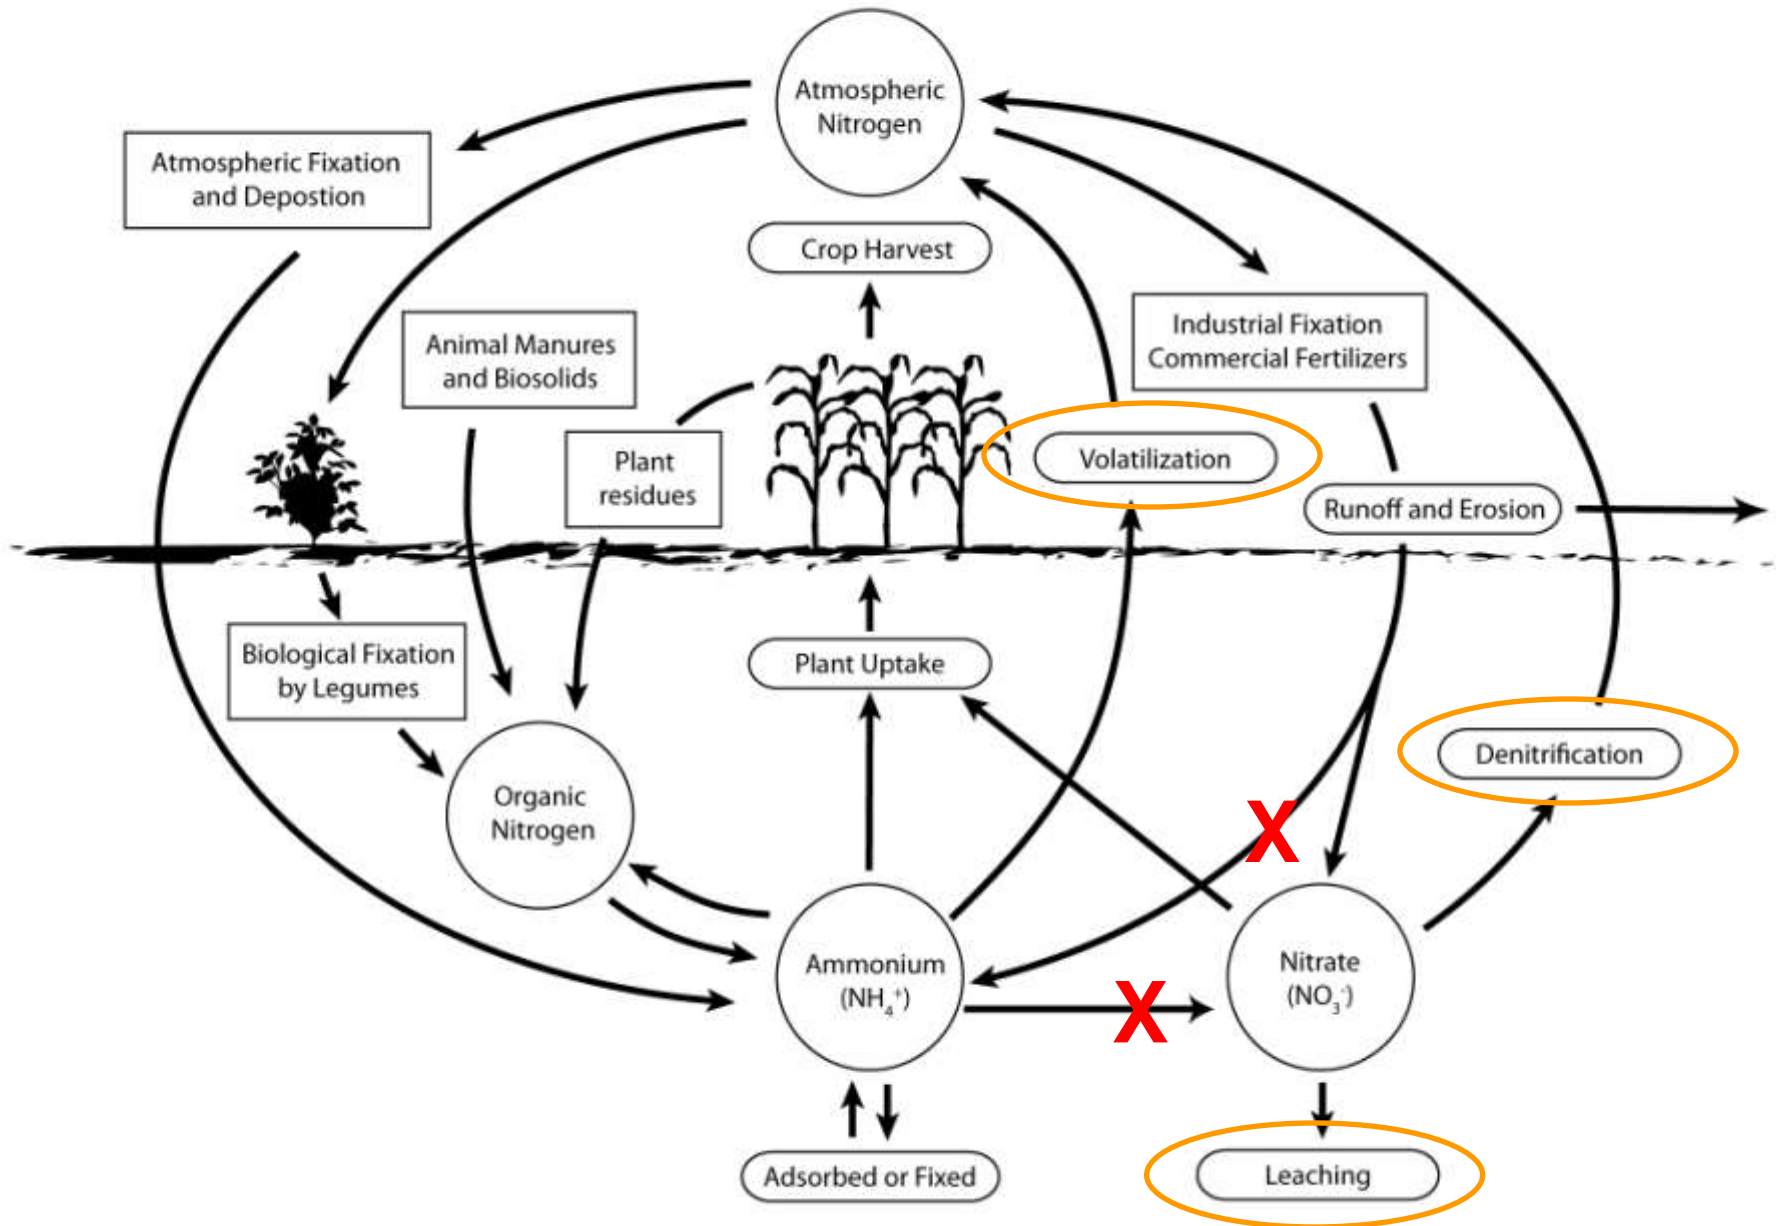 Atmospheric
Nitrogen
Atmospheric Fixation
and Depostion
Crop Harvest
Animal Manures
and Biosolids
Industrial Fixation
Commercial Fertilizers
Plant
residues
Volatilization
Runoff and Erosion
Biological Fixation
by Legumes
Plant Uptake
Denitrification
Organic
Nitrogen
X
Ammonium
(NH₄⁺)
X
Nitrate
(NO₃⁻)
Adsorbed or Fixed
Leaching